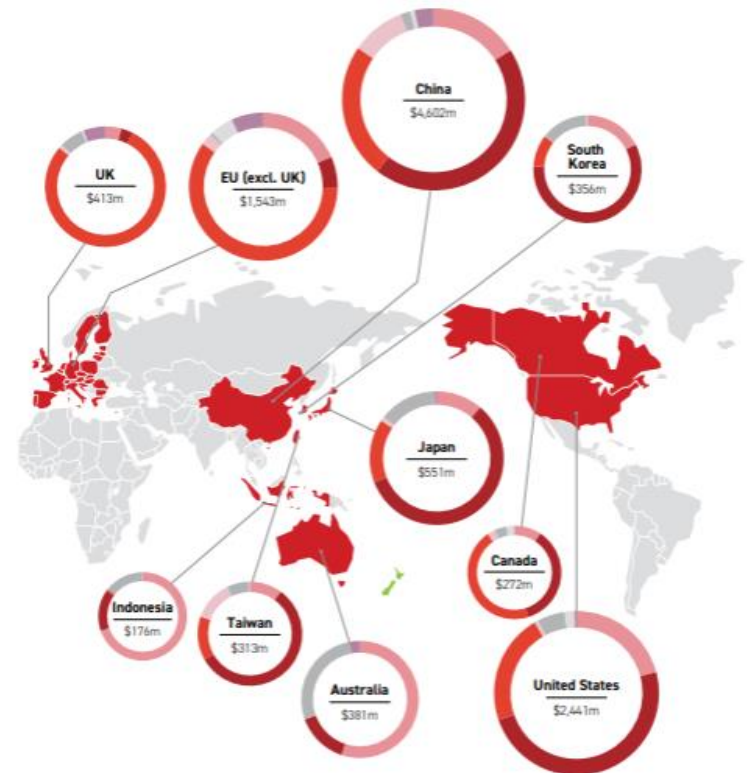 China
$4,602m
UK
$413m
EU (excl. UK)
$1,543m
South
Korea
$356m
Japan
$551m
Canada
$272m
Indonesia
$176m
Taiwan
$313m
Australia
$381m
United States
$2,441m